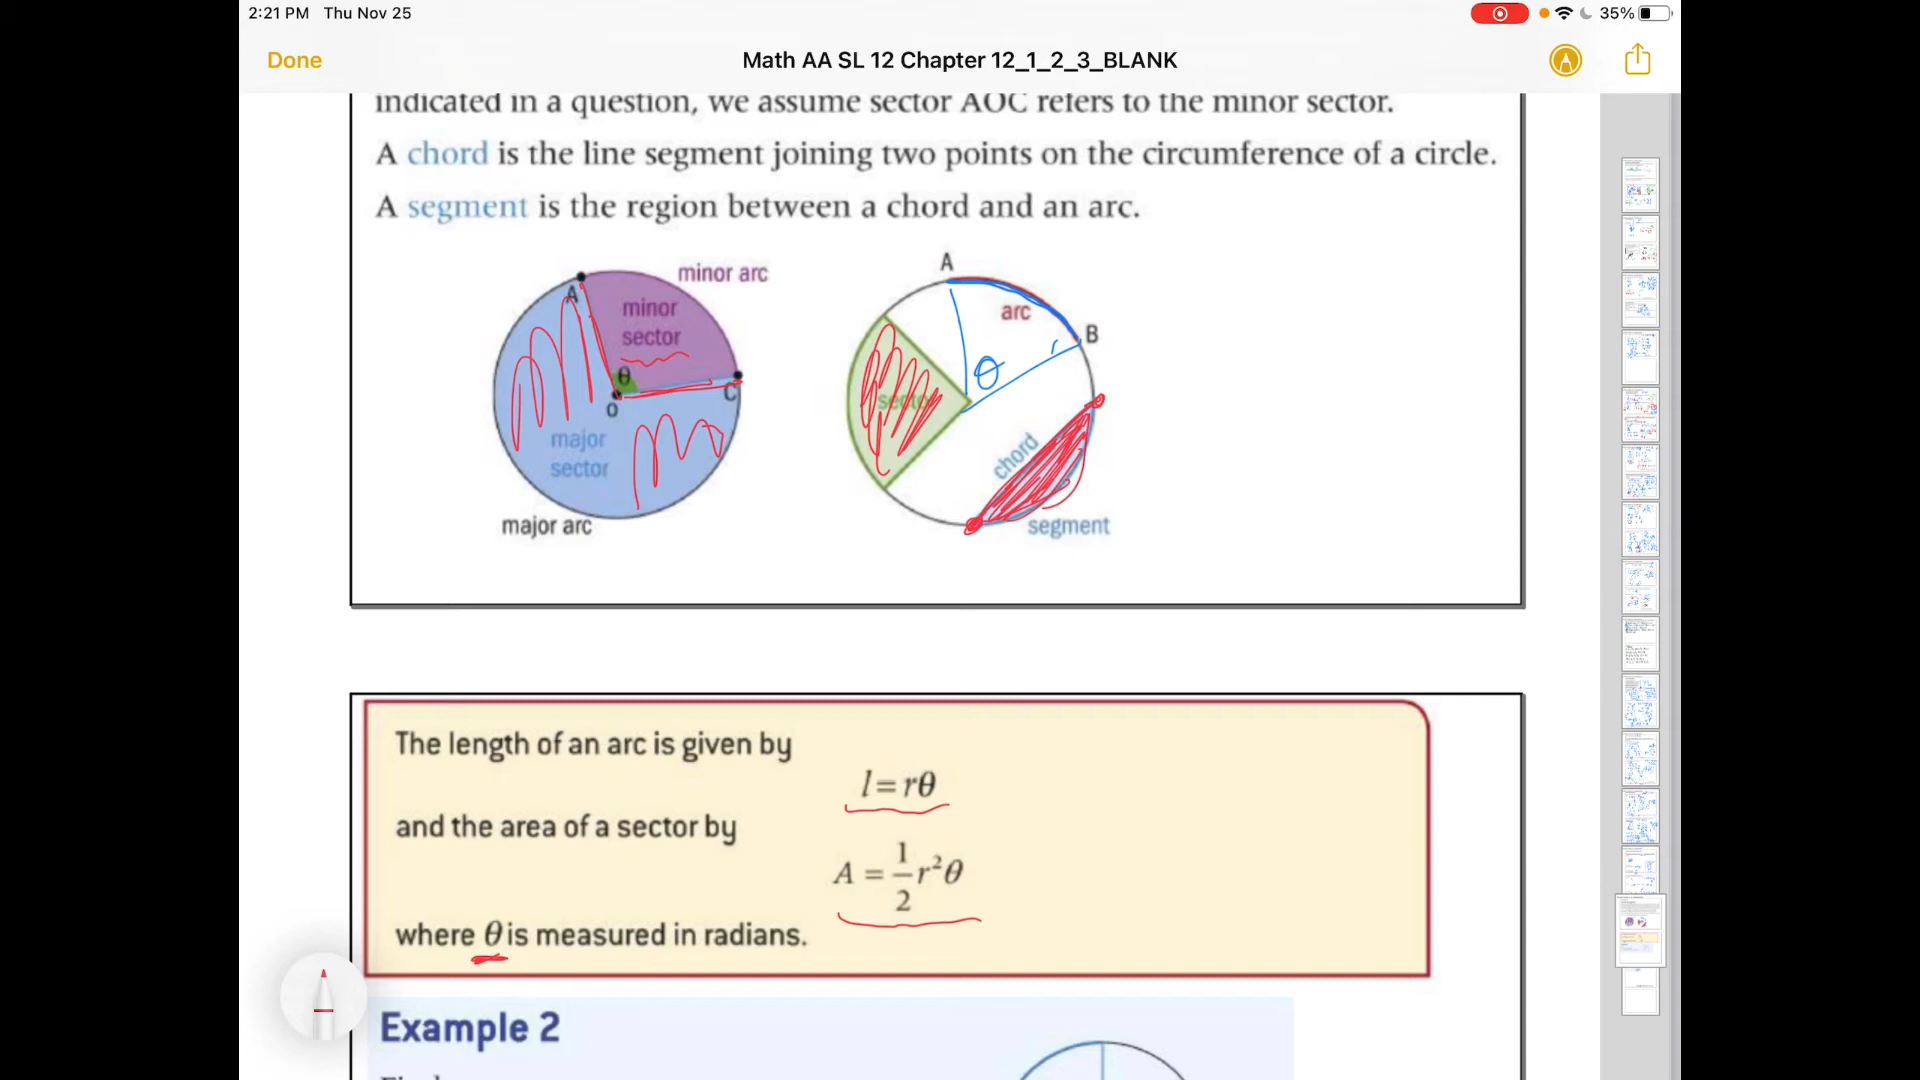 2:21 PM Thu Nov 25
35%
Done
Math AA SL 12 Chapter 12_1_2_3_BLANK
indicated in a question, we assume sector AOC refers to the minor sector.
A chord is the line segment joining two points on the circumference of a circle.
A segment is the region between a chord and an arc.
minor arc
A
minor
sector
θ
O
C
major
sector
major arc
A
arc
B
θ
r
sector
chord
segment
The length of an arc is given by
l = rθ
and the area of a sector by
A = 1/2 r²θ
where θ is measured in radians.
Example 2